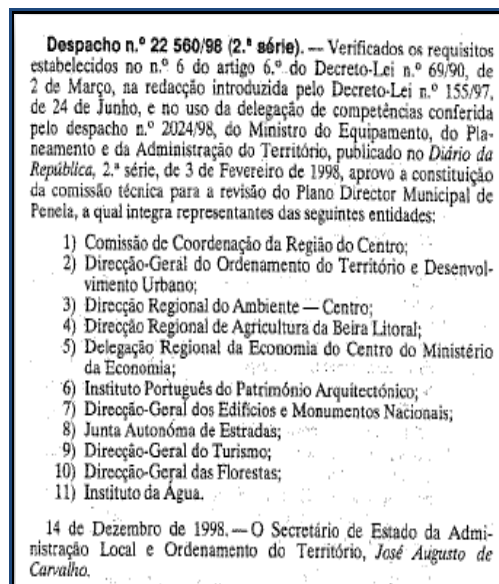 Despacho n.º 22 560/98 (2.ª série). — Verificados os requisitos
estabelecidos no n.º 6 do artigo 6.º do Decreto-Lei n.º 69/90, de
2 de Março, na redacção introduzida pelo Decreto-Lei n.º 155/97,
de 24 de Junho, e no uso da delegação de competências conferida
pelo despacho n.º 2024/98, do Ministro do Equipamento, do Pla-
neamento e da Administração do Território, publicado no Diário da
República, 2.ª série, de 3 de Fevereiro de 1998, aprovo a constituição
da comissão técnica para a revisão do Plano Director Municipal de
Penela, a qual integra representantes das seguintes entidades:
1) Comissão de Coordenação da Região do Centro;
2) Direcção-Geral do Ordenamento do Território e Desenvol-
vimento Urbano;
3) Direcção Regional do Ambiente — Centro;
4) Direcção Regional de Agricultura da Beira Litoral;
5) Delegação Regional da Economia do Centro do Ministério
da Economia;
6) Instituto Português do Património Arquitectónico;
7) Direcção-Geral dos Edifícios e Monumentos Nacionais;
8) Junta Autonóma de Estradas;
9) Direcção-Geral do Turismo;
10) Direcção-Geral das Florestas;
11) Instituto da Água.
14 de Dezembro de 1998. — O Secretário de Estado da Admi-
nistração Local e Ordenamento do Território, José Augusto de
Carvalho.